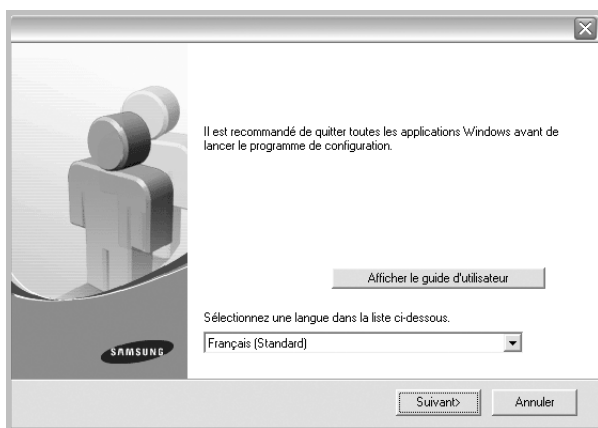 Il est recommandé de quitter toutes les applications Windows avant de
lancer le programme de configuration.
Afficher le guide d'utilisateur
Sélectionnez une langue dans la liste ci-dessous.
Français (Standard)
SAMSUNG
Suivant>
Annuler